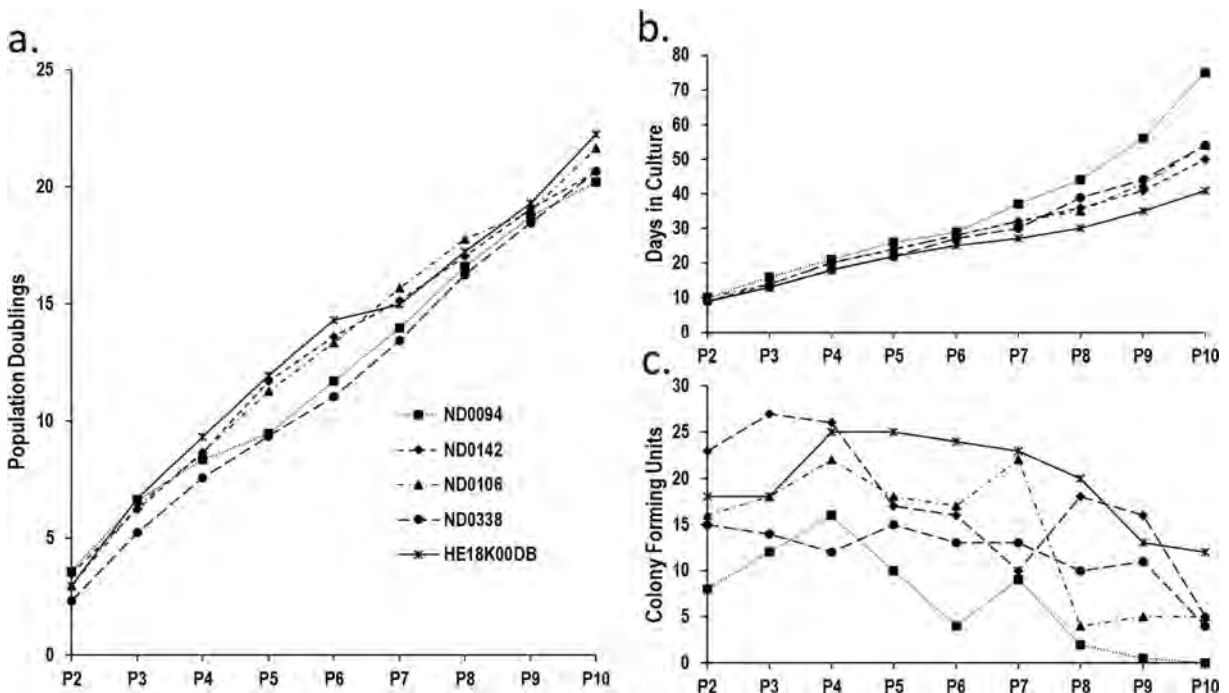 a.
Population Doublings
25
20
15
10
5
0
P2 P3 P4 P5 P6 P7 P8 P9 P10
ND0094
ND0142
ND0106
ND0338
HE18K00DB
b.
Days in Culture
80
70
60
50
40
30
20
10
0
P2 P3 P4 P5 P6 P7 P8 P9 P10
c.
Colony Forming Units
30
25
20
15
10
5
0
P2 P3 P4 P5 P6 P7 P8 P9 P10